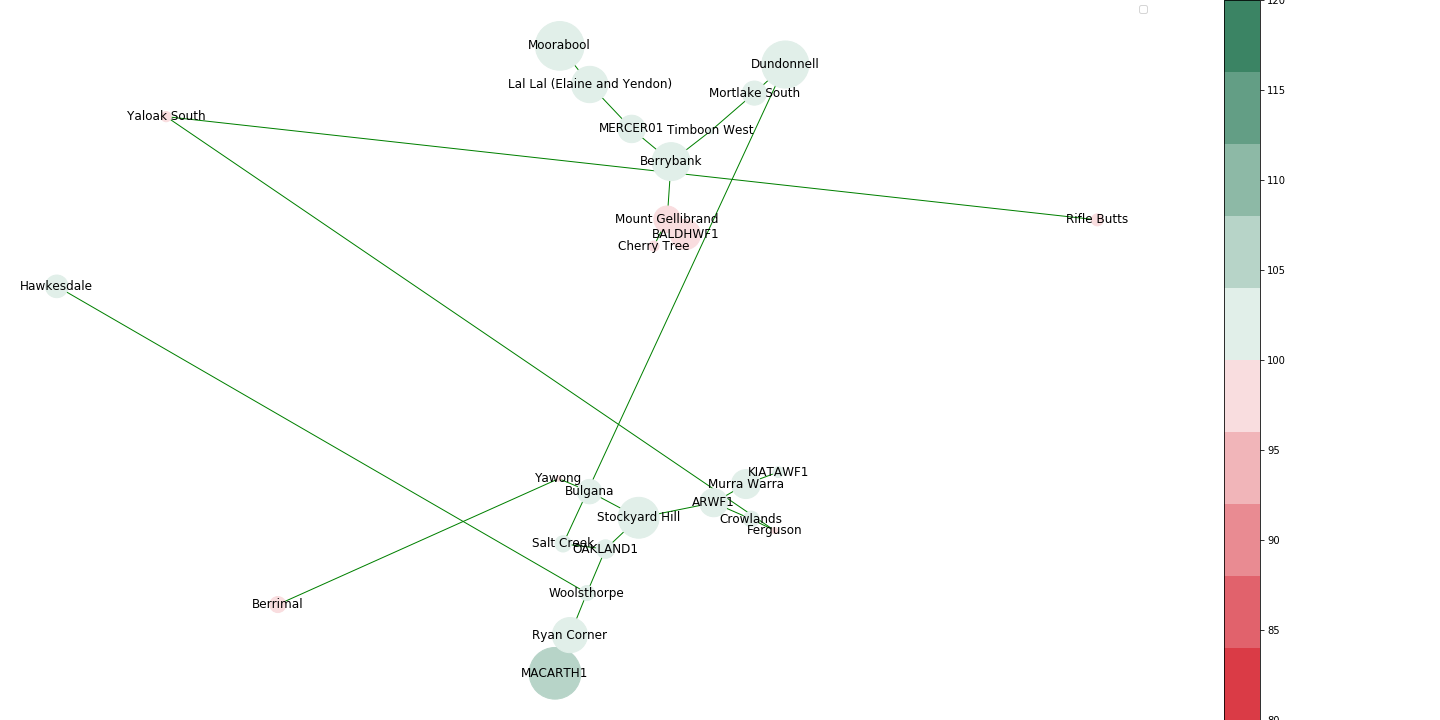 Moorabool
Dundonnell
Lal Lal (Elaine and Yendon)
Mortlake South
Yaloak South
MERCER01
Timboon West
Berrybank
Mount Gellibrand
Rifle Butts
BALDHWF1
Cherry Tree
Hawkesdale
KIATAWF1
Yawong
Murra Warra
Bulgana
ARWF1
Stockyard Hill
Crowlands
Ferguson
Salt Creek
OAKLAND1
Woolsthorpe
Berrimal
Ryan Corner
MACARTH1
120
115
110
105
100
95
90
85
80